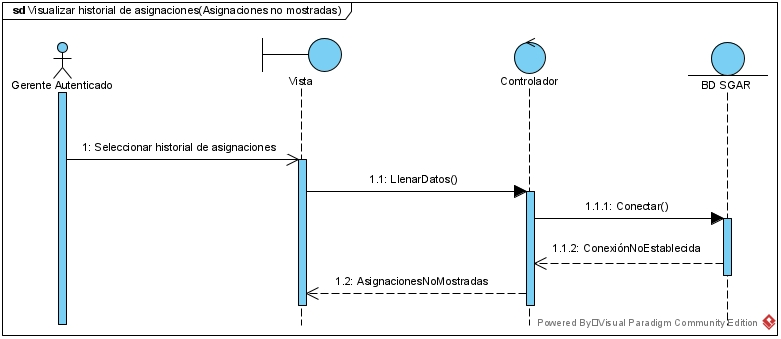 sd Visualizar historial de asignaciones(Asignaciones no mostradas)
Gerente Autenticado
Vista
Controlador
BD SGAR
1: Seleccionar historial de asignaciones
1.1: LlenarDatos()
1.1.1: Conectar()
1.1.2: ConexiónNoEstablecida
1.2: AsignacionesNoMostradas
Powered By Visual Paradigm Community Edition